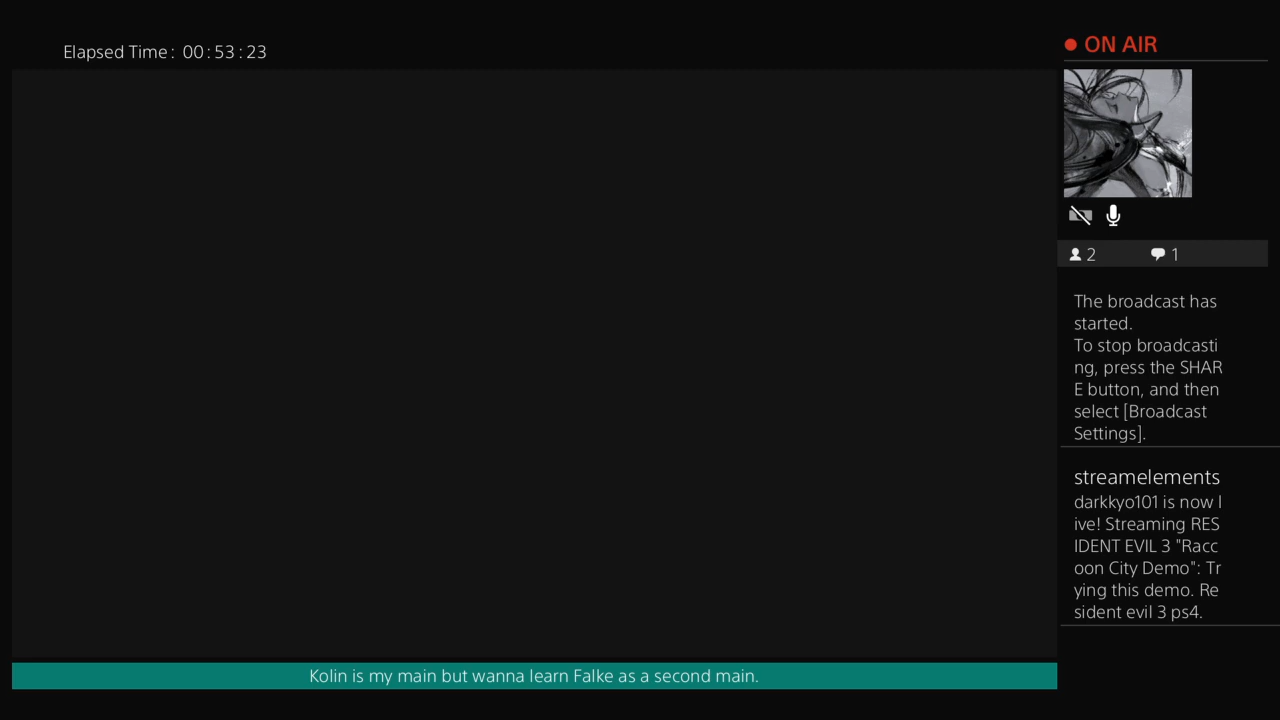 Elapsed Time: 00:53:23
ON AIR
2
1
The broadcast has
started.
To stop broadcasti
ng, press the SHAR
E button, and then
select [Broadcast
Settings].
streamelements
darkkyo101 is now l
ive! Streaming RES
IDENT EVIL 3 "Racc
oon City Demo": Tr
ying this demo. Re
sident evil 3 ps4.
Kolin is my main but wanna learn Falke as a second main.